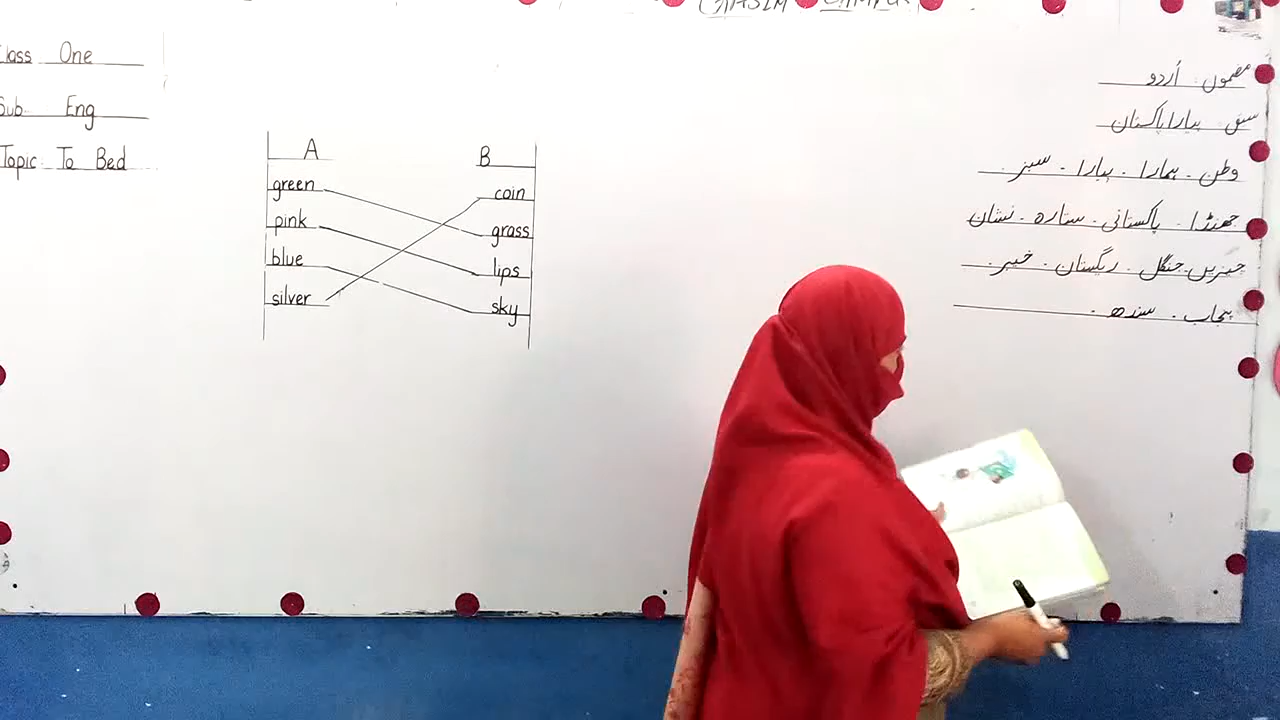 Class One
Sub. Eng
Topic: To Bed
A B
green coin
pink grass
blue lips
silver sky
مضمون: اُردو
سبق پیارا پاکستان
وطن - ہمارا - پیارا - سبز -
جھنڈا - پاکستانی - ستارہ - نشان
چیزیں - جنگل - ریگستان - خیبر -
پنجاب - سندھ -